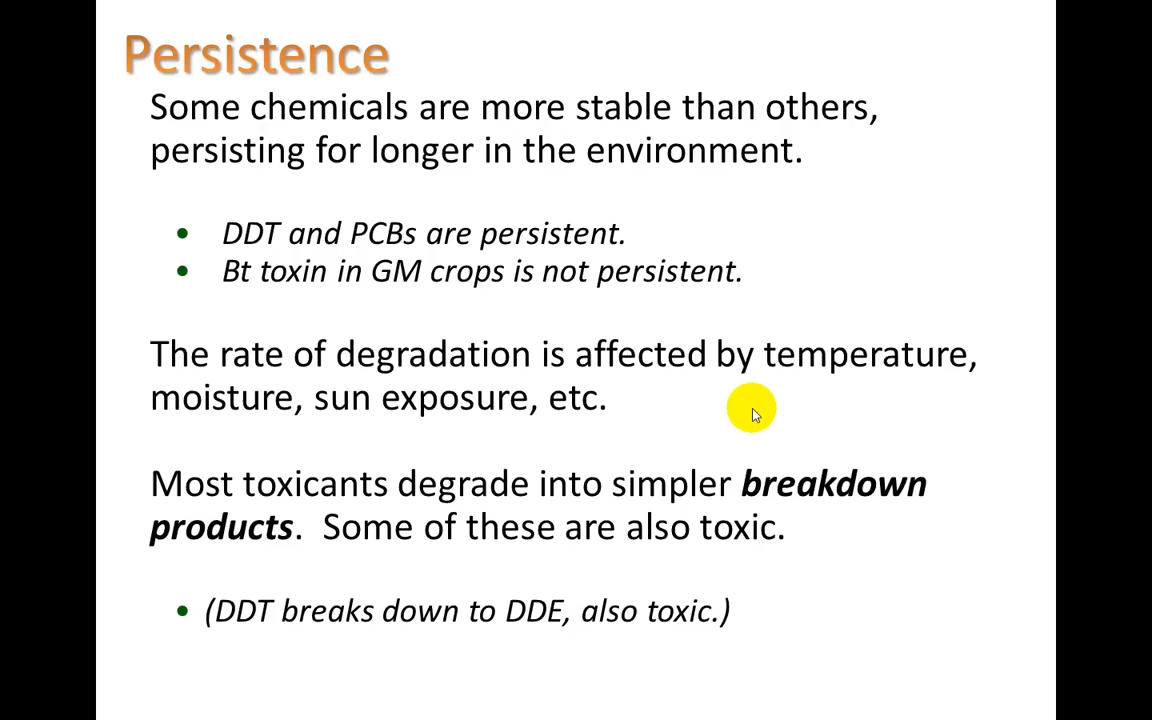 Persistence
Some chemicals are more stable than others,
persisting for longer in the environment.
• DDT and PCBs are persistent.
• Bt toxin in GM crops is not persistent.
The rate of degradation is affected by temperature,
moisture, sun exposure, etc.
Most toxicants degrade into simpler breakdown
products. Some of these are also toxic.
• (DDT breaks down to DDE, also toxic.)